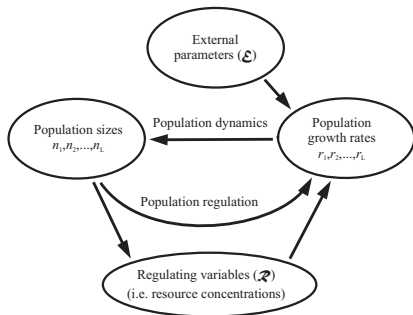 External
parameters (ℰ)
Population sizes
n₁,n₂,...,n_L
Population dynamics
Population
growth rates
r₁,r₂,...,r_L
Population regulation
Regulating variables (ℛ)
(i.e. resource concentrations)